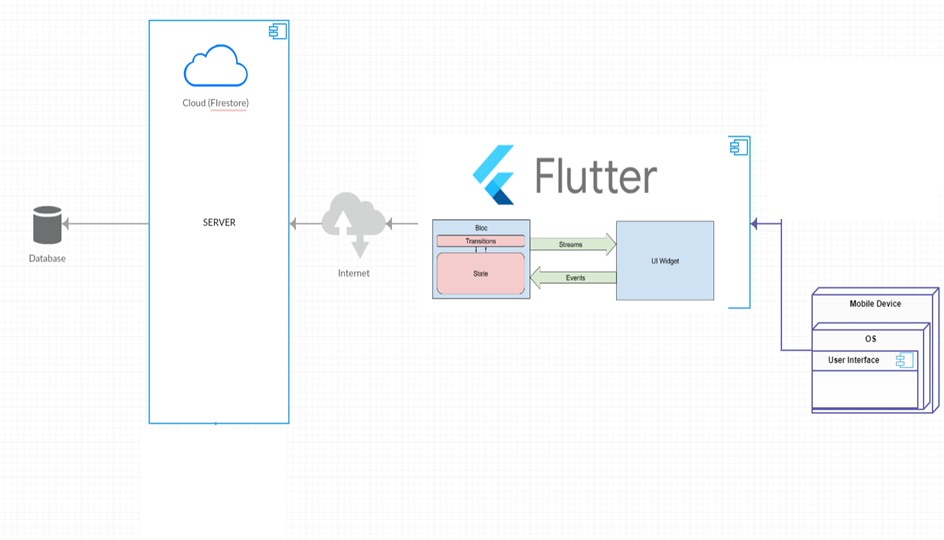 Cloud (FIrestore)
SERVER
Database
Internet
Flutter
Bloc
Transitions
State
Streams
Events
UI Widget
Mobile Device
OS
User Interface